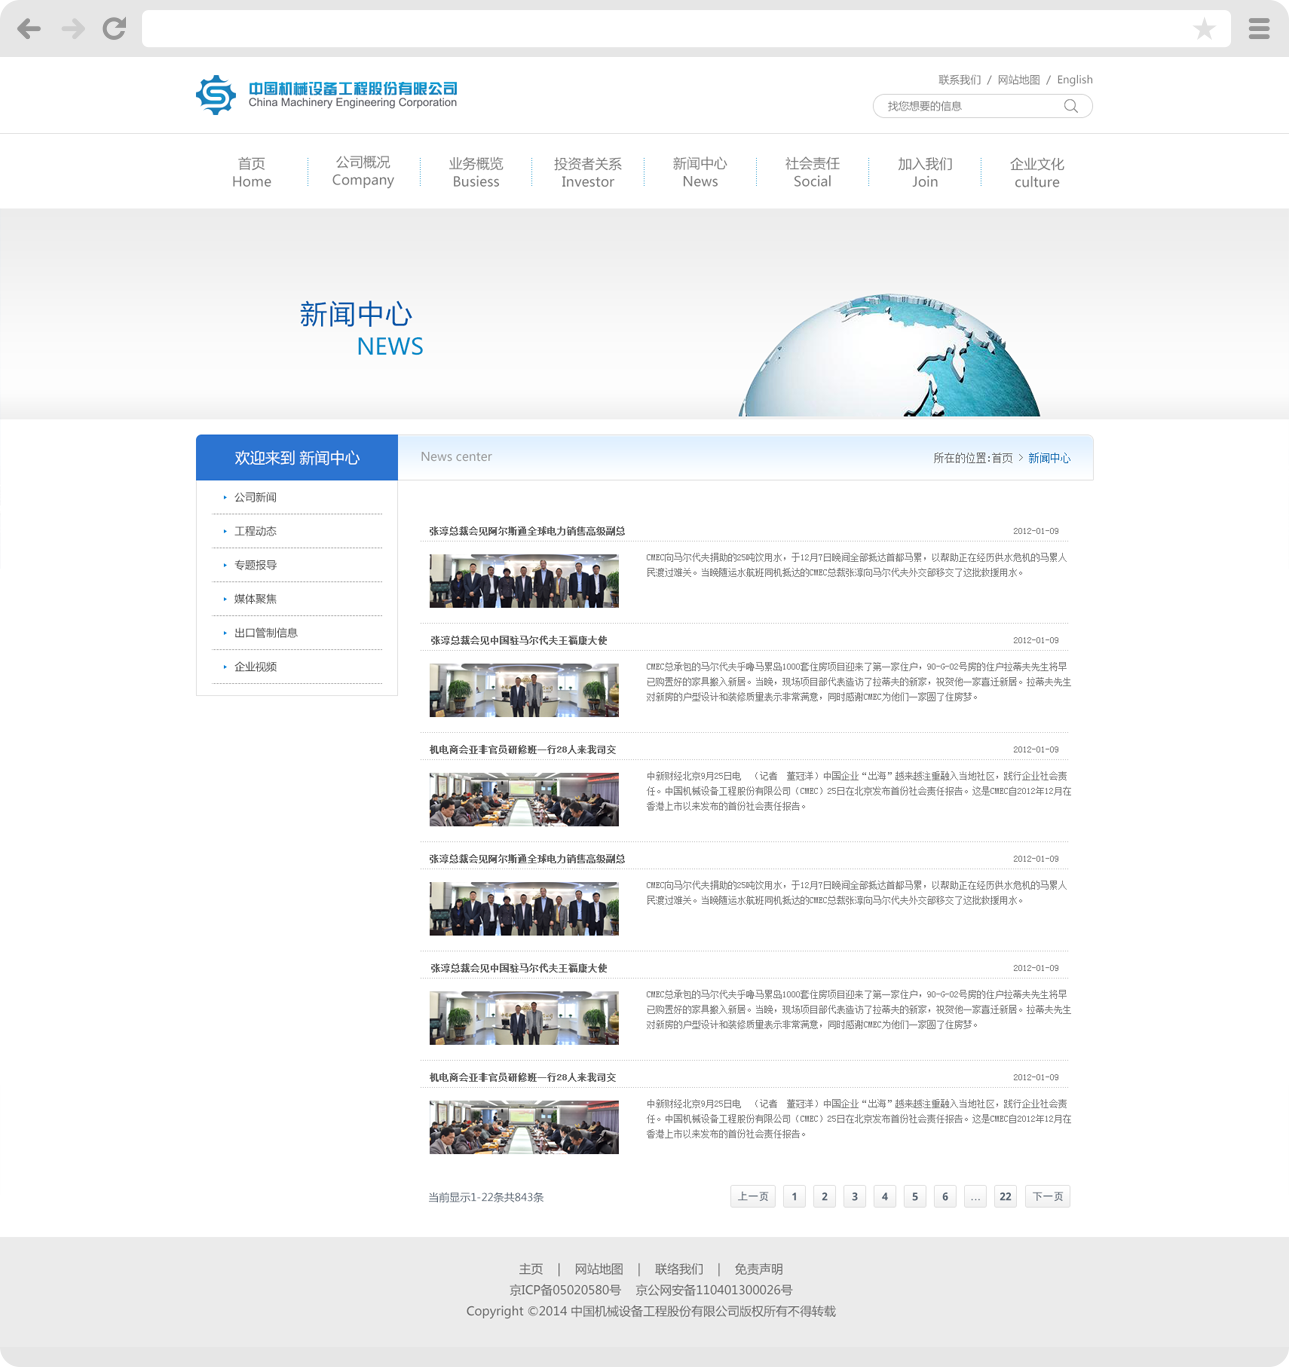 中国机械设备工程股份有限公司
China Machinery Engineering Corporation
联系我们 / 网站地图 / English
找您想要的信息
首页 公司概况 业务概览 投资者关系 新闻中心 社会责任 加入我们 企业文化
Home Company Busiess Investor News Social Join culture
新闻中心
NEWS
欢迎来到 新闻中心
公司新闻
工程动态
专题报导
媒体聚焦
出口管制信息
企业视频
News center
所在的位置:首页 > 新闻中心
张淳总裁会见阿尔斯通全球电力销售高级副总 2012-01-09
CMEC向马尔代夫捐助的25吨饮用水，于12月7日晚间全部抵达首都马累，以帮助正在经历供水危机的马累人
民渡过难关。当晚随运水航班同机抵达的CMEC总裁张淳向马尔代夫外交部移交了这批救援用水。
张淳总裁会见中国驻马尔代夫王福康大使 2012-01-09
CMEC总承包的马尔代夫乎鲁马累岛1000套住房项目迎来了第一家住户，90-G-02号房的住户拉蒂夫先生将早
已购置好的家具搬入新居。当晚，现场项目部代表造访了拉蒂夫的新家，祝贺他一家喜迁新居。拉蒂夫先生
对新房的户型设计和装修质量表示非常满意，同时感谢CMEC为他们一家圆了住房梦。
机电商会亚非官员研修班一行28人来我司交 2012-01-09
中新财经北京9月25日电 （记者 董冠洋）中国企业“出海”越来越注重融入当地社区，践行企业社会责
任。中国机械设备工程股份有限公司（CMEC）25日在北京发布首份社会责任报告。这是CMEC自2012年12月在
香港上市以来发布的首份社会责任报告。
张淳总裁会见阿尔斯通全球电力销售高级副总 2012-01-09
CMEC向马尔代夫捐助的25吨饮用水，于12月7日晚间全部抵达首都马累，以帮助正在经历供水危机的马累人
民渡过难关。当晚随运水航班同机抵达的CMEC总裁张淳向马尔代夫外交部移交了这批救援用水。
张淳总裁会见中国驻马尔代夫王福康大使 2012-01-09
CMEC总承包的马尔代夫乎鲁马累岛1000套住房项目迎来了第一家住户，90-G-02号房的住户拉蒂夫先生将早
已购置好的家具搬入新居。当晚，现场项目部代表造访了拉蒂夫的新家，祝贺他一家喜迁新居。拉蒂夫先生
对新房的户型设计和装修质量表示非常满意，同时感谢CMEC为他们一家圆了住房梦。
机电商会亚非官员研修班一行28人来我司交 2012-01-09
中新财经北京9月25日电 （记者 董冠洋）中国企业“出海”越来越注重融入当地社区，践行企业社会责
任。中国机械设备工程股份有限公司（CMEC）25日在北京发布首份社会责任报告。这是CMEC自2012年12月在
香港上市以来发布的首份社会责任报告。
当前显示1-22条共843条 上一页 1 2 3 4 5 6 ... 22 下一页
主页 | 网站地图 | 联络我们 | 免责声明
京ICP备05020580号 京公网安备110401300026号
Copyright ©2014 中国机械设备工程股份有限公司版权所有不得转载